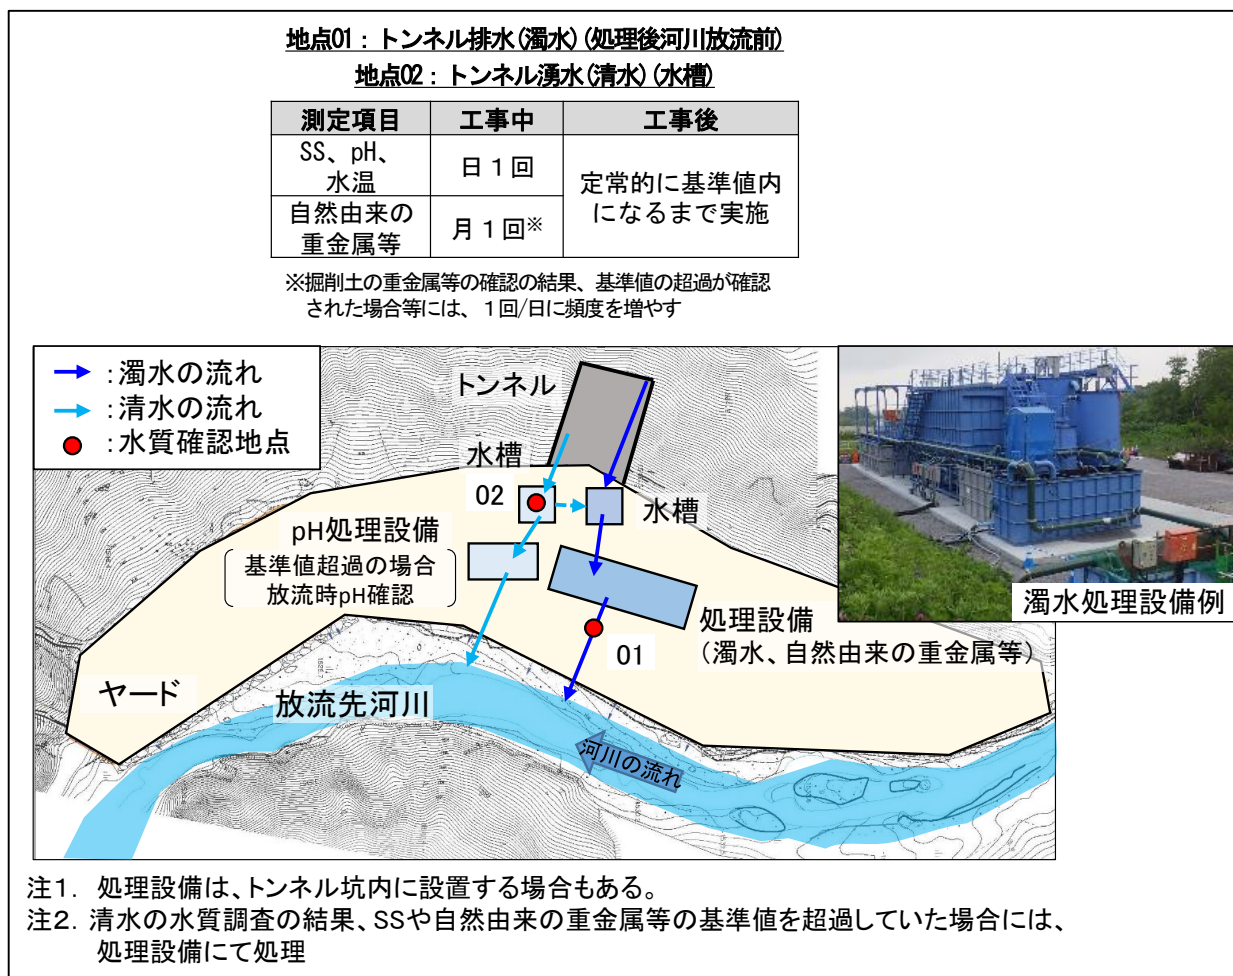 地点01：トンネル排水(濁水)(処理後河川放流前)
地点02：トンネル湧水(清水)(水槽)
測定項目 工事中 工事後
SS、pH、
水温
日１回
定常的に基準値内
になるまで実施
自然由来の
重金属等
月１回※
※掘削土の重金属等の確認の結果、基準値の超過が確認
された場合等には、１回/日に頻度を増やす
：濁水の流れ
：清水の流れ
：水質確認地点
トンネル
水槽
02
水槽
pH処理設備
基準値超過の場合
放流時pH確認
処理設備
（濁水、自然由来の重金属等）
01
濁水処理設備例
ヤード
放流先河川
河川の流れ
注１．処理設備は、トンネル坑内に設置する場合もある。
注２．清水の水質調査の結果、SSや自然由来の重金属等の基準値を超過していた場合には、
処理設備にて処理